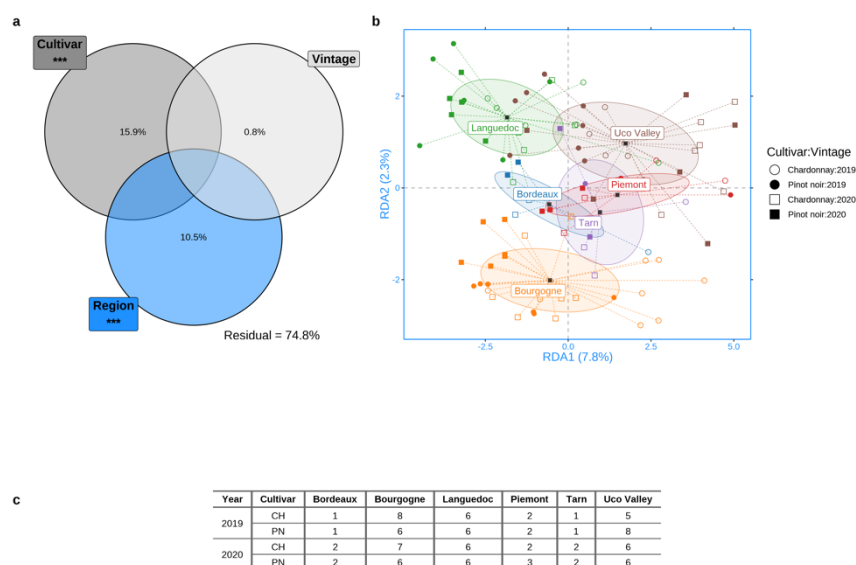 a
Cultivar
***
Vintage
15.9%
0.8%
10.5%
Region
***
Residual = 74.8%
b
RDA2 (2.3%)
2
0
-2
Languedoc
Uco Valley
Bordeaux
Piemont
Tarn
Bourgogne
-2.5 0.0 2.5 5.0
RDA1 (7.8%)
Cultivar:Vintage
Chardonnay:2019
Pinot noir:2019
Chardonnay:2020
Pinot noir:2020
c
Year Cultivar Bordeaux Bourgogne Languedoc Piemont Tarn Uco Valley
2019 CH 1 8 6 2 1 5
PN 1 6 6 2 1 8
2020 CH 2 7 6 2 2 6
PN 2 6 6 3 2 6